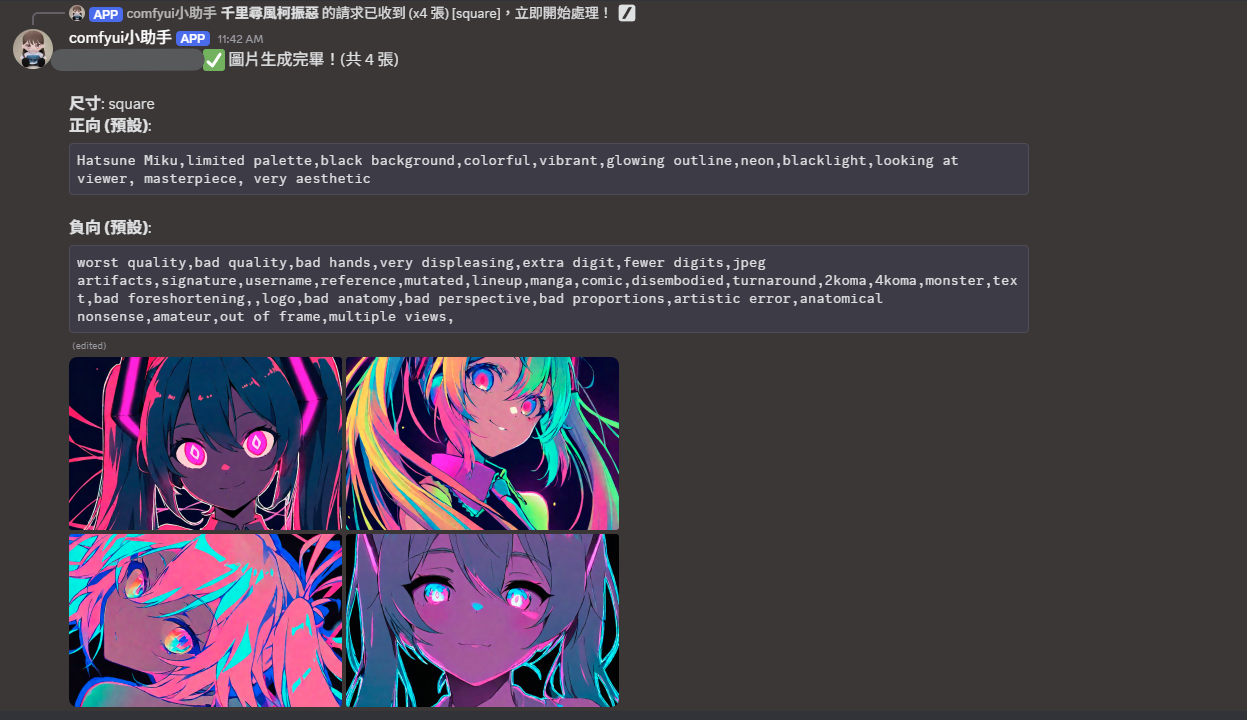 APP comfyui小助手 千里尋風柯振惡 的請求已收到 (x4 張) [square]，立即開始處理！
comfyui小助手 APP 11:42 AM
✅ 圖片生成完畢！(共 4 張)
尺寸: square
正向 (預設):
Hatsune Miku,limited palette,black background,colorful,vibrant,glowing outline,neon,blacklight,looking at
viewer, masterpiece, very aesthetic
負向 (預設):
worst quality,bad quality,bad hands,very displeasing,extra digit,fewer digits,jpeg
artifacts,signature,username,reference,mutated,lineup,manga,comic,disembodied,turnaround,2koma,4koma,monster,tex
t,bad foreshortening,,logo,bad anatomy,bad perspective,bad proportions,artistic error,anatomical
nonsense,amateur,out of frame,multiple views,
(edited)